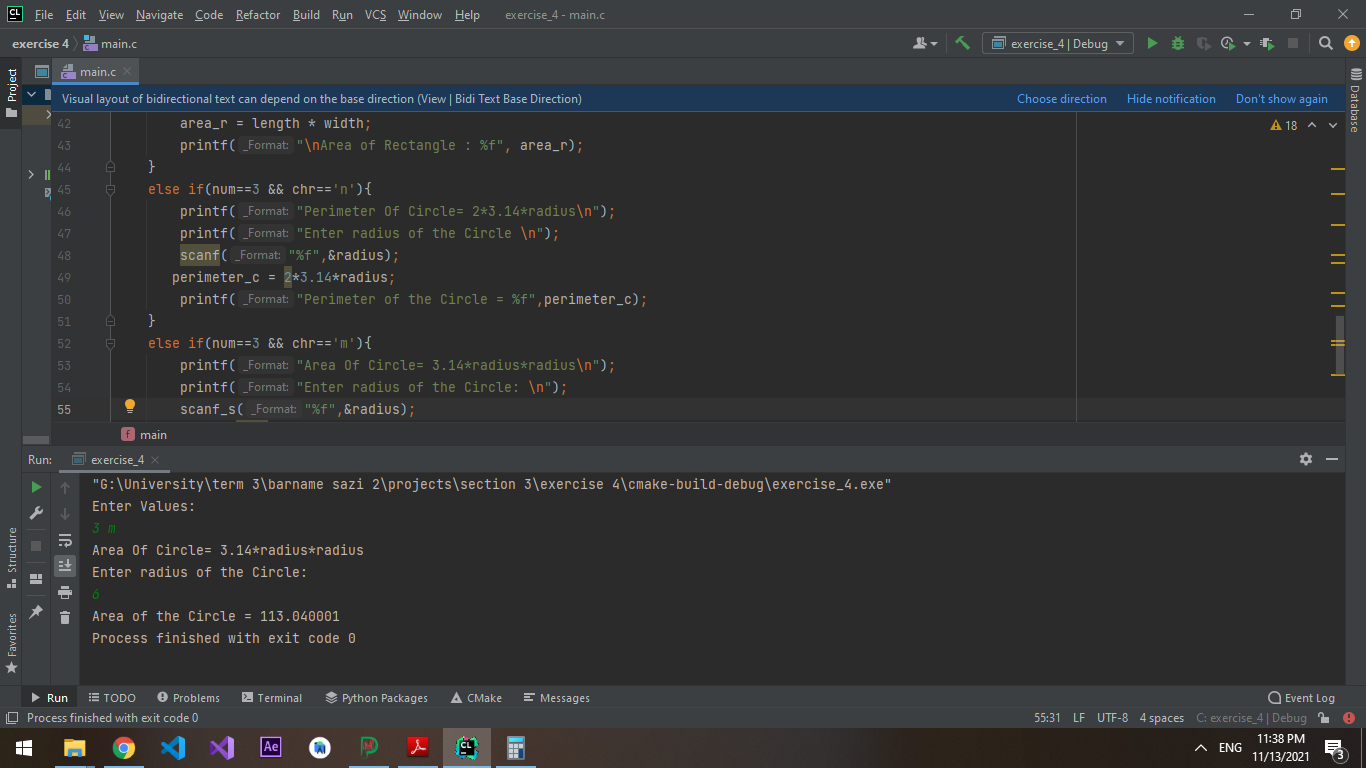 CL File Edit View Navigate Code Refactor Build Run VCS Window Help exercise_4 - main.c
exercise 4 main.c exercise_4 | Debug
Project main.c
Visual layout of bidirectional text can depend on the base direction (View | Bidi Text Base Direction) Choose direction Hide notification Don't show again
Database
18
42 area_r = length * width;
43 printf( _Format: "\nArea of Rectangle : %f", area_r);
44 }
45 else if(num==3 && chr=='n'){
46 printf( _Format: "Perimeter Of Circle= 2*3.14*radius\n");
47 printf( _Format: "Enter radius of the Circle \n");
48 scanf( _Format: "%f",&radius);
49 perimeter_c = 2*3.14*radius;
50 printf( _Format: "Perimeter of the Circle = %f",perimeter_c);
51 }
52 else if(num==3 && chr=='m'){
53 printf( _Format: "Area Of Circle= 3.14*radius*radius\n");
54 printf( _Format: "Enter radius of the Circle: \n");
55 scanf_s( _Format: "%f",&radius);
f main
Run: exercise_4
"G:\University\term 3\barname sazi 2\projects\section 3\exercise 4\cmake-build-debug\exercise_4.exe"
Enter Values:
3 m
Area Of Circle= 3.14*radius*radius
Enter radius of the Circle:
6
Area of the Circle = 113.040001
Process finished with exit code 0
Structure
Favorites
Run TODO Problems Terminal Python Packages CMake Messages Event Log
Process finished with exit code 0 55:31 LF UTF-8 4 spaces C: exercise_4 | Debug
Ae CL ENG 11:38 PM
11/13/2021 3